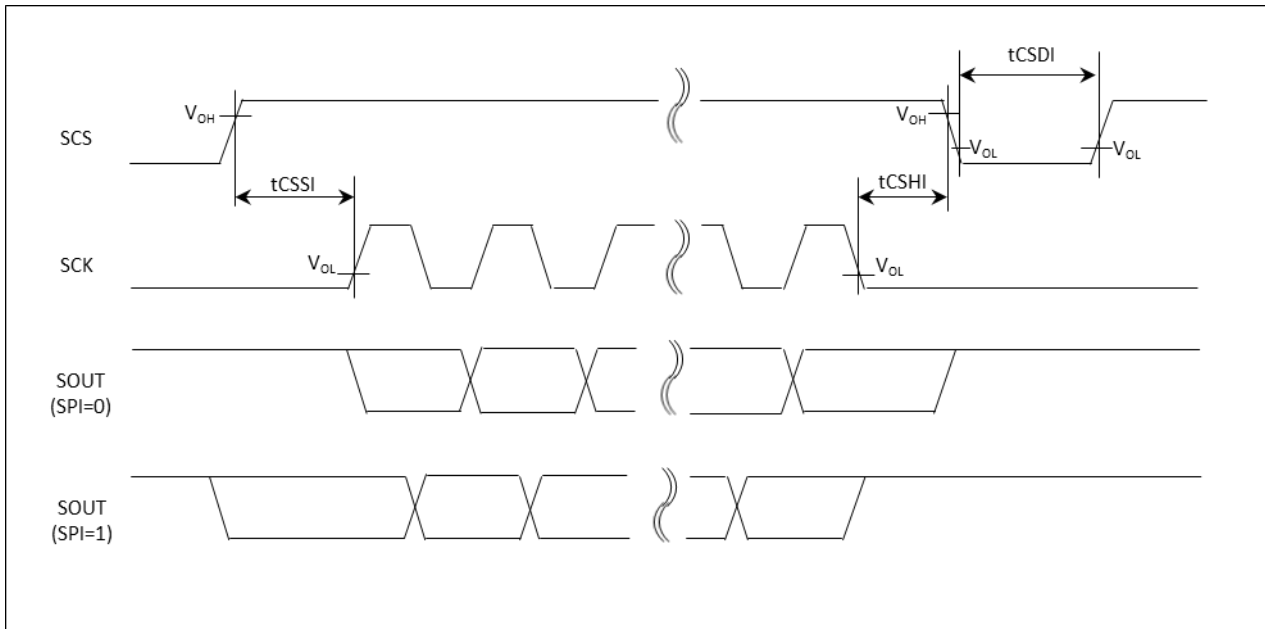 tCSDI
VOH
VOH
SCS
VOL
VOL
tCSSI
tCSHI
SCK
VOL
VOL
SOUT
(SPI=0)
SOUT
(SPI=1)